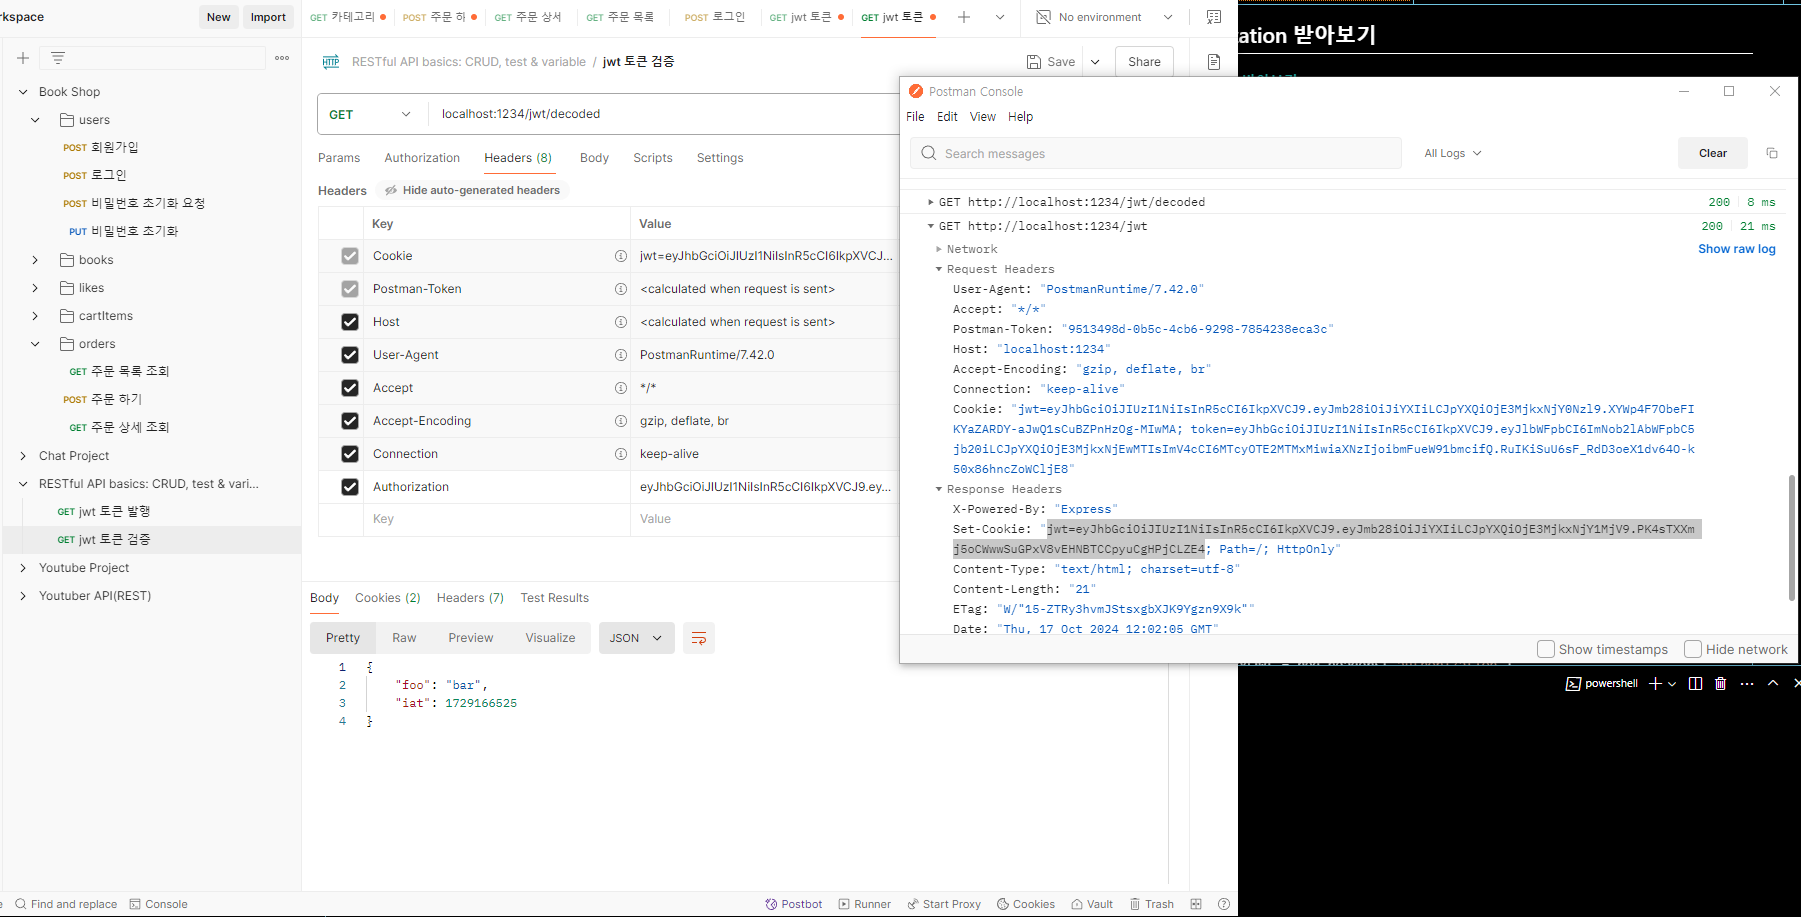 rkspace
New
Import
Book Shop
users
POST 회원가입
POST 로그인
POST 비밀번호 초기화 요청
PUT 비밀번호 초기화
books
likes
cartItems
orders
GET 주문 목록 조회
POST 주문 하기
GET 주문 상세 조회
Chat Project
RESTful API basics: CRUD, test & vari...
GET jwt 토큰 발행
GET jwt 토큰 검증
Youtube Project
Youtuber API(REST)
GET 카테고리
POST 주문 하
GET 주문 상세
GET 주문 목록
POST 로그인
GET jwt 토큰
GET jwt 토큰
No environment
HTTP RESTful API basics: CRUD, test & variable / jwt 토큰 검증
Save
Share
GET
localhost:1234/jwt/decoded
Params
Authorization
Headers (8)
Body
Scripts
Settings
Headers
Hide auto-generated headers
Key Value
Cookie jwt=eyJhbGciOiJIUzI1NiIsInR5cCI6IkpXVCJ...
Postman-Token <calculated when request is sent>
Host <calculated when request is sent>
User-Agent PostmanRuntime/7.42.0
Accept */*
Accept-Encoding gzip, deflate, br
Connection keep-alive
Authorization eyJhbGciOiJIUzI1NiIsInR5cCI6IkpXVCJ9.ey...
Key Value
Body
Cookies (2)
Headers (7)
Test Results
Pretty
Raw
Preview
Visualize
JSON
1 {
2 "foo": "bar",
3 "iat": 1729166525
4 }
ation 받아보기
Postman Console
File Edit View Help
Search messages
All Logs
Clear
GET http://localhost:1234/jwt/decoded 200 8 ms
GET http://localhost:1234/jwt 200 21 ms
Network Show raw log
Request Headers
User-Agent: "PostmanRuntime/7.42.0"
Accept: "*/*"
Postman-Token: "9513498d-0b5c-4cb6-9298-7854238eca3c"
Host: "localhost:1234"
Accept-Encoding: "gzip, deflate, br"
Connection: "keep-alive"
Cookie: "jwt=eyJhbGciOiJIUzI1NiIsInR5cCI6IkpXVCJ9.eyJmb28iOiJiYXIiLCJpYXQiOjE3MjkxNjY0Nzl9.XYWp4F7ObeFI
KYaZARDY-aJwQ1sCuBZPnHzOg-MIwMA; token=eyJhbGciOiJIUzI1NiIsInR5cCI6IkpXVCJ9.eyJlbWFpbCI6ImNob2lAbWFpbC5
jb20iLCJpYXQiOjE3MjkxNjEwMTIsImV4cCI6MTcyOTE2MTMxMiwiaXNzIjoibmFueW91bmcifQ.RuIKiSuU6sF_RdD3oeX1dv64O-k
50x86hncZoWCljE8"
Response Headers
X-Powered-By: "Express"
Set-Cookie: "jwt=eyJhbGciOiJIUzI1NiIsInR5cCI6IkpXVCJ9.eyJmb28iOiJiYXIiLCJpYXQiOjE3MjkxNjY1MjV9.PK4sTXXm
j5oCWwwSuGPxV8vEHNBTCCpyuCgHPjCLZE4; Path=/; HttpOnly"
Content-Type: "text/html; charset=utf-8"
Content-Length: "21"
ETag: "W/"15-ZTRy3hvmJStsxgbXJK9Ygzn9X9k""
Date: "Thu, 17 Oct 2024 12:02:05 GMT"
Show timestamps
Hide network
powershell
Find and replace
Console
Postbot
Runner
Start Proxy
Cookies
Vault
Trash